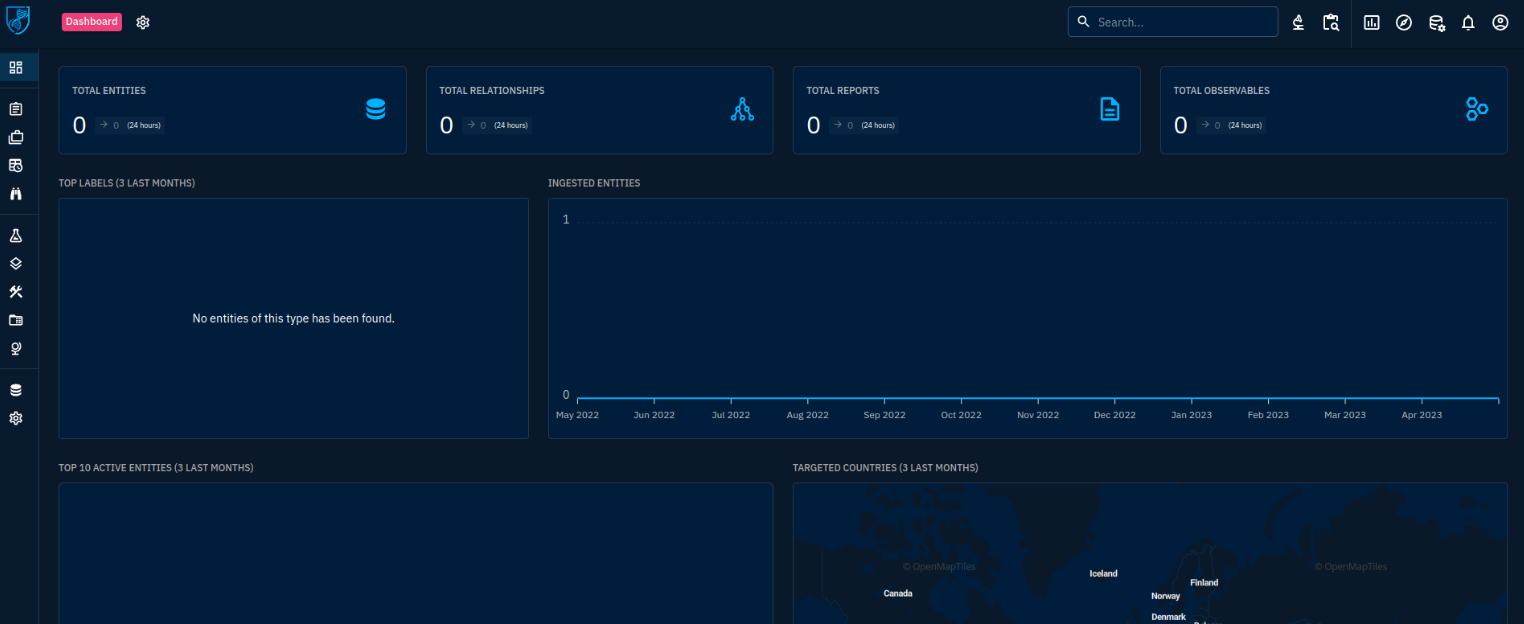 Dashboard
Search...
TOTAL ENTITIES
0 → 0 (24 hours)
TOTAL RELATIONSHIPS
0 → 0 (24 hours)
TOTAL REPORTS
0 → 0 (24 hours)
TOTAL OBSERVABLES
0 → 0 (24 hours)
TOP LABELS (3 LAST MONTHS)
No entities of this type has been found.
INGESTED ENTITIES
1
0
May 2022 Jun 2022 Jul 2022 Aug 2022 Sep 2022 Oct 2022 Nov 2022 Dec 2022 Jan 2023 Feb 2023 Mar 2023 Apr 2023
TOP 10 ACTIVE ENTITIES (3 LAST MONTHS)
TARGETED COUNTRIES (3 LAST MONTHS)
© OpenMapTiles © OpenMapTiles
Iceland
Finland
Canada
Norway
Denmark